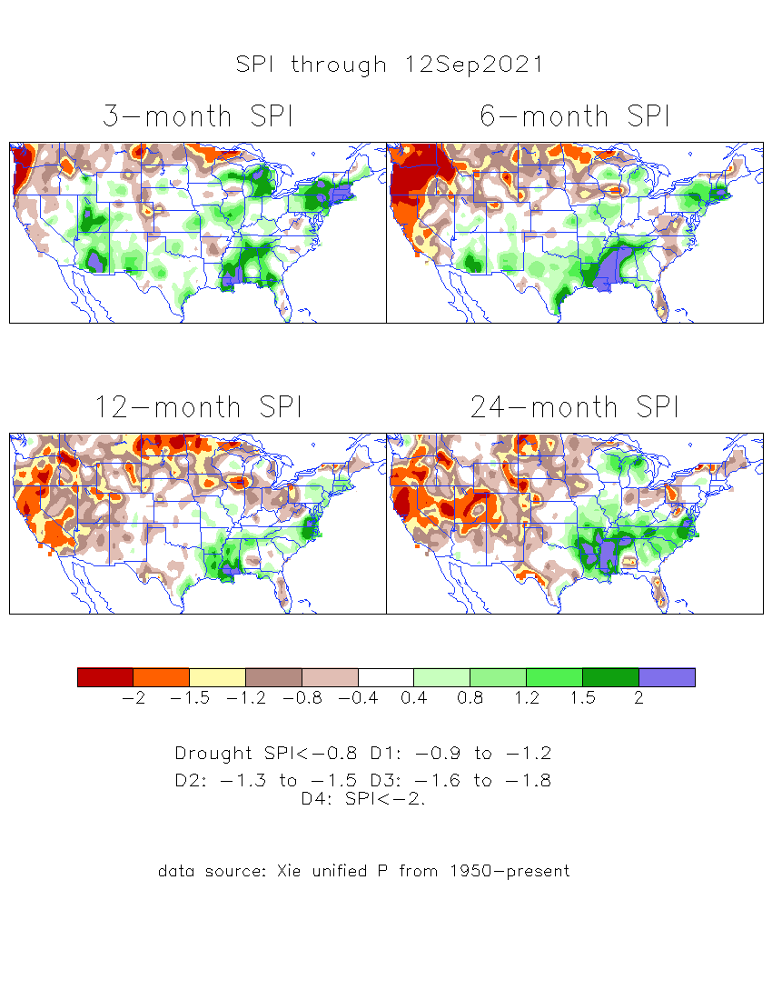 SPI through 12Sep2021
3-month SPI
6-month SPI
12-month SPI
24-month SPI
-2 -1.5 -1.2 -0.8 -0.4 0.4 0.8 1.2 1.5 2
Drought SPI<-0.8 D1: -0.9 to -1.2
D2: -1.3 to -1.5 D3: -1.6 to -1.8
D4: SPI<-2.
data source: Xie unified P from 1950-present